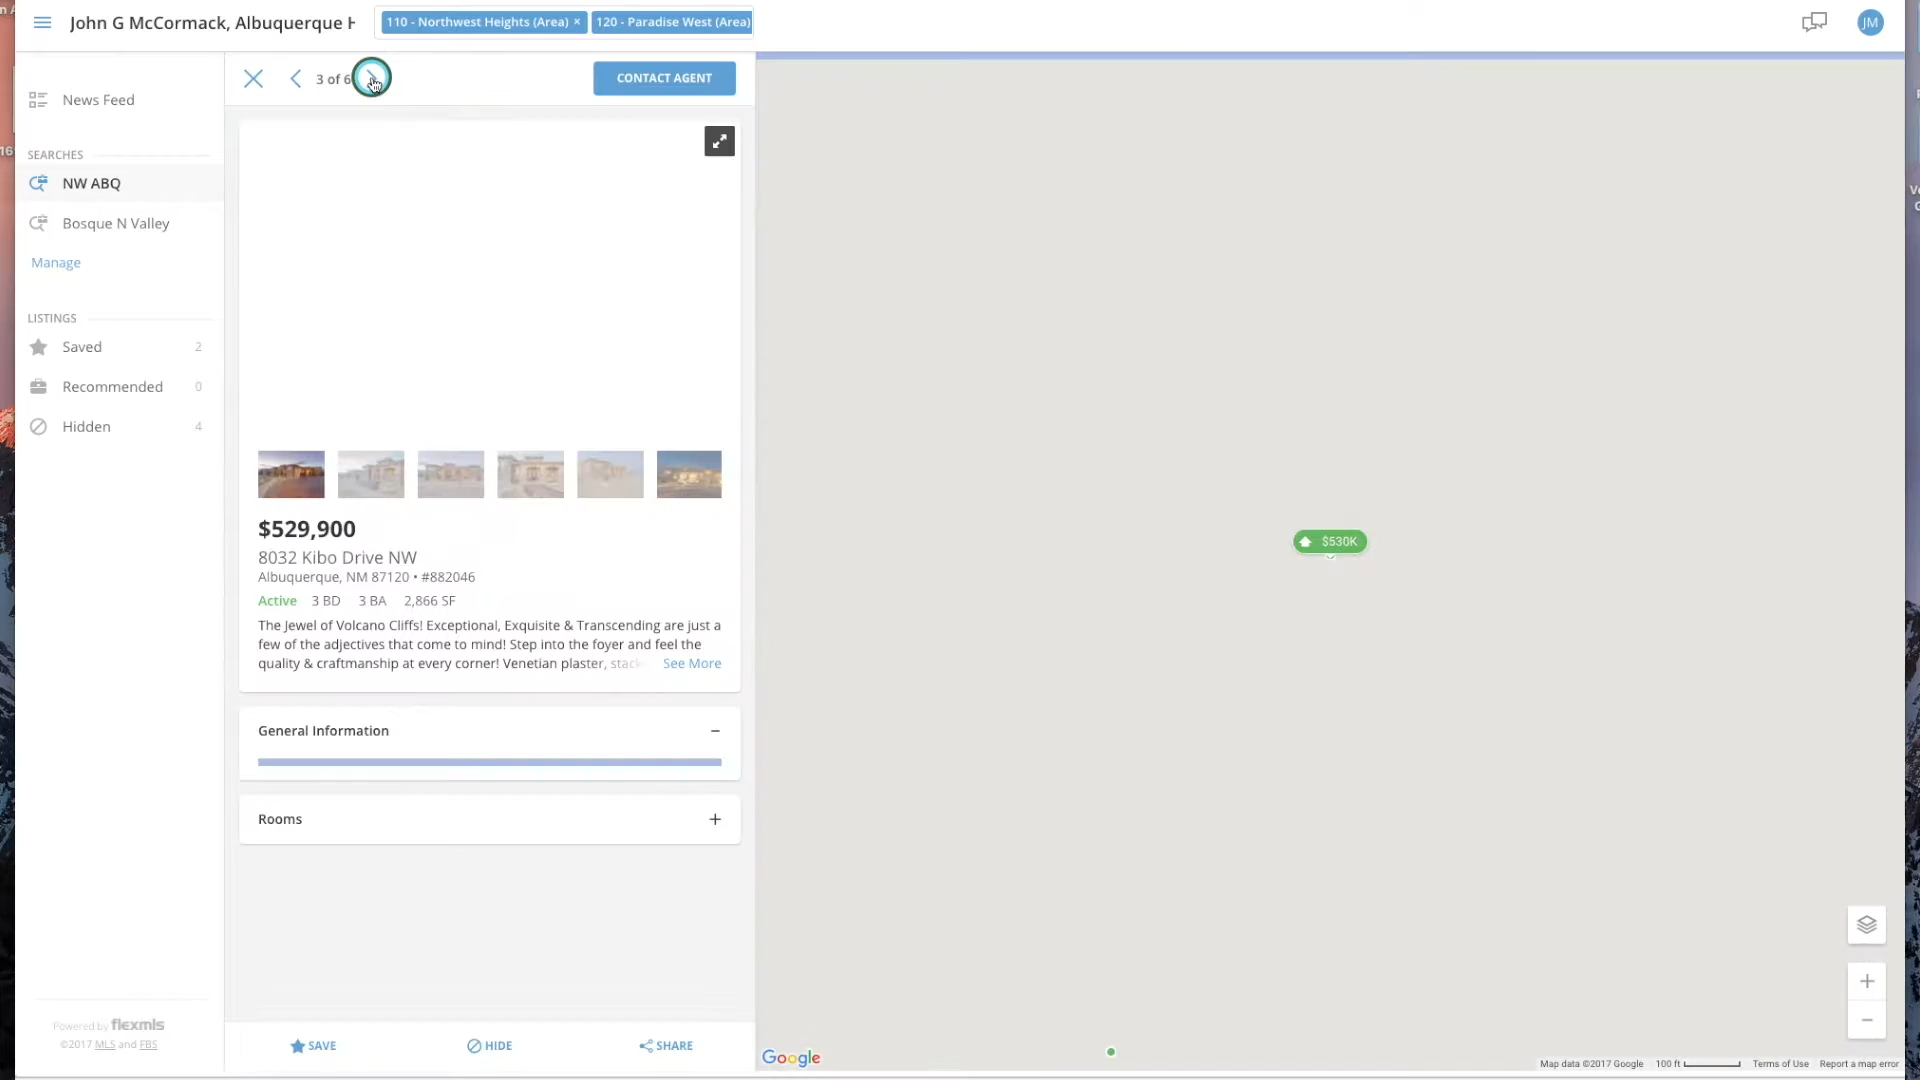 John G McCormack, Albuquerque H
110 - Northwest Heights (Area) ×
120 - Paradise West (Area)
JM
3 of 6
CONTACT AGENT
News Feed
SEARCHES
NW ABQ
Bosque N Valley
Manage
LISTINGS
Saved 2
Recommended 0
Hidden 4
$529,900
8032 Kibo Drive NW
Albuquerque, NM 87120 • #882046
Active 3 BD 3 BA 2,866 SF
The Jewel of Volcano Cliffs! Exceptional, Exquisite & Transcending are just a
few of the adjectives that come to mind! Step into the foyer and feel the
quality & craftmanship at every corner! Venetian plaster, stack See More
General Information −
Rooms +
$530K
Powered by flexmls
©2017 MLS and FBS
SAVE
HIDE
SHARE
Google
+
−
Map data ©2017 Google 100 ft Terms of Use Report a map error